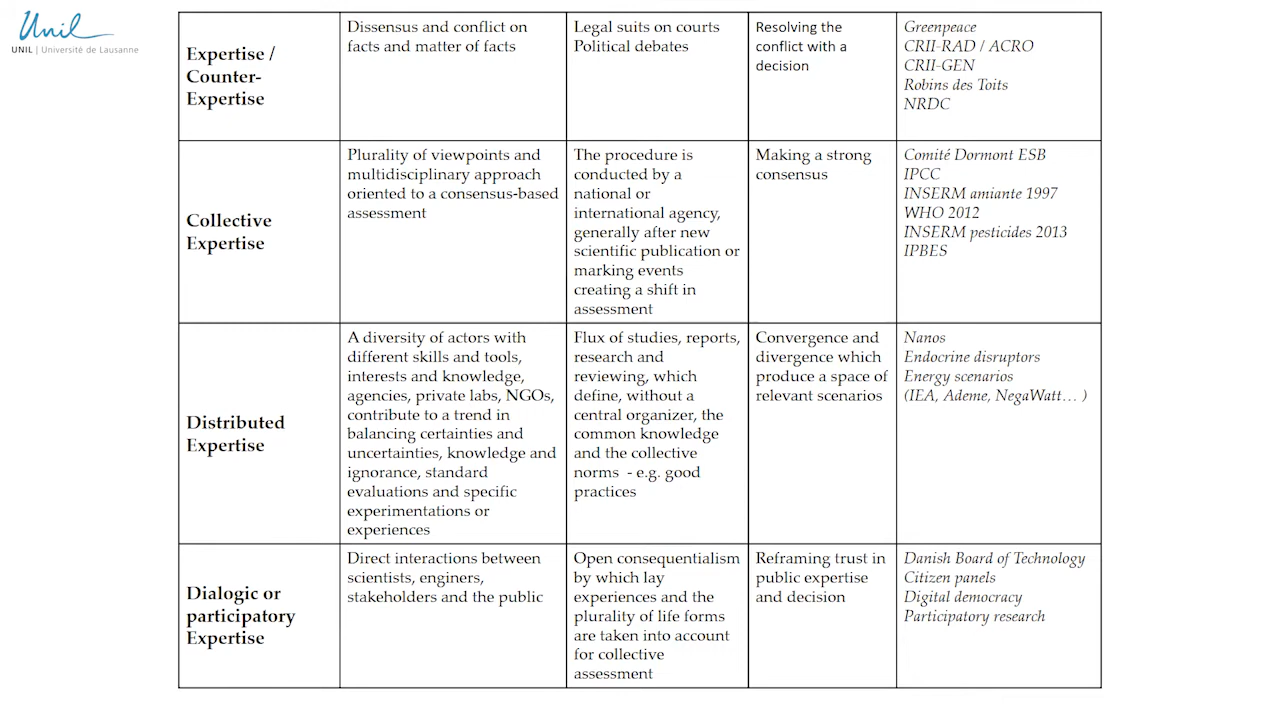 Unil
UNIL | Université de Lausanne
Expertise /
Counter-
Expertise
Dissensus and conflict on
facts and matter of facts
Legal suits on courts
Political debates
Resolving the
conflict with a
decision
Greenpeace
CRII-RAD / ACRO
CRII-GEN
Robins des Toits
NRDC
Collective
Expertise
Plurality of viewpoints and
multidisciplinary approach
oriented to a consensus-based
assessment
The procedure is
conducted by a
national or
international agency,
generally after new
scientific publication or
marking events
creating a shift in
assessment
Making a strong
consensus
Comité Dormont ESB
IPCC
INSERM amiante 1997
WHO 2012
INSERM pesticides 2013
IPBES
Distributed
Expertise
A diversity of actors with
different skills and tools,
interests and knowledge,
agencies, private labs, NGOs,
contribute to a trend in
balancing certainties and
uncertainties, knowledge and
ignorance, standard
evaluations and specific
experimentations or
experiences
Flux of studies, reports,
research and
reviewing, which
define, without a
central organizer, the
common knowledge
and the collective
norms - e.g. good
practices
Convergence and
divergence which
produce a space of
relevant scenarios
Nanos
Endocrine disruptors
Energy scenarios
(IEA, Ademe, NegaWatt… )
Dialogic or
participatory
Expertise
Direct interactions between
scientists, enginers,
stakeholders and the public
Open consequentialism
by which lay
experiences and the
plurality of life forms
are taken into account
for collective
assessment
Reframing trust in
public expertise
and decision
Danish Board of Technology
Citizen panels
Digital democracy
Participatory research